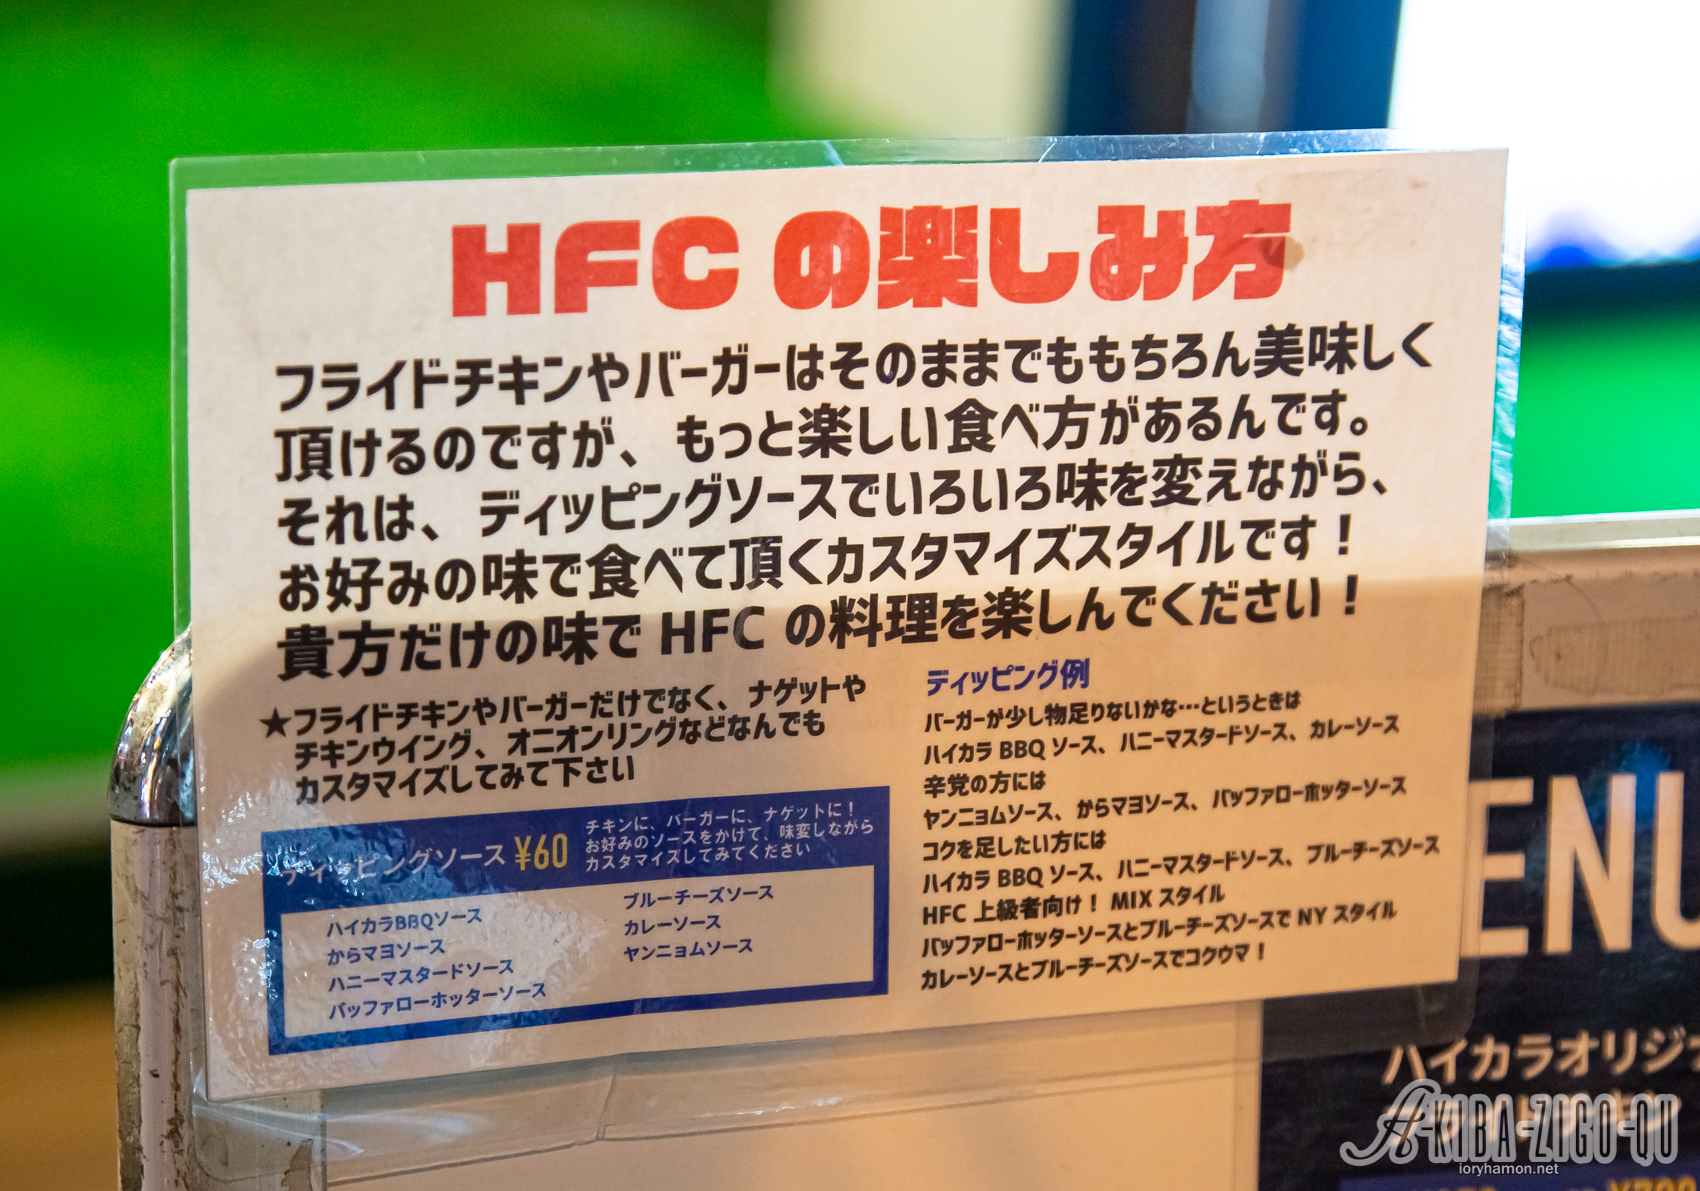 HFC の楽しみ方
フライドチキンやバーガーはそのままでももちろん美味しく
頂けるのですが、もっと楽しい食べ方があるんです。
それは、ディッピングソースでいろいろ味を変えながら、
お好みの味で食べて頂くカスタマイズスタイルです！
貴方だけの味で HFC の料理を楽しんでください！
★フライドチキンやバーガーだけでなく、ナゲットや
チキンウイング、オニオンリングなどなんでも
カスタマイズしてみて下さい
ディッピングソース ¥60
チキンに、バーガーに、ナゲットに！
お好みのソースをかけて、味変しながら
カスタマイズしてみてください
ハイカラBBQソース
からマヨソース
ハニーマスタードソース
バッファローホッターソース
ブルーチーズソース
カレーソース
ヤンニョムソース
ディッピング例
バーガーが少し物足りないかな…というときは
ハイカラ BBQ ソース、ハニーマスタードソース、カレーソース
辛党の方には
ヤンニョムソース、からマヨソース、バッファローホッターソース
コクを足したい方には
ハイカラ BBQ ソース、ハニーマスタードソース、ブルーチーズソース
HFC 上級者向け！ MIX スタイル
バッファローホッターソースとブルーチーズソースで NY スタイル
カレーソースとブルーチーズソースでコクウマ！
ENU
ハイカラオリジナ
AKIBA-ZIGO-QU
ioryhamon.net